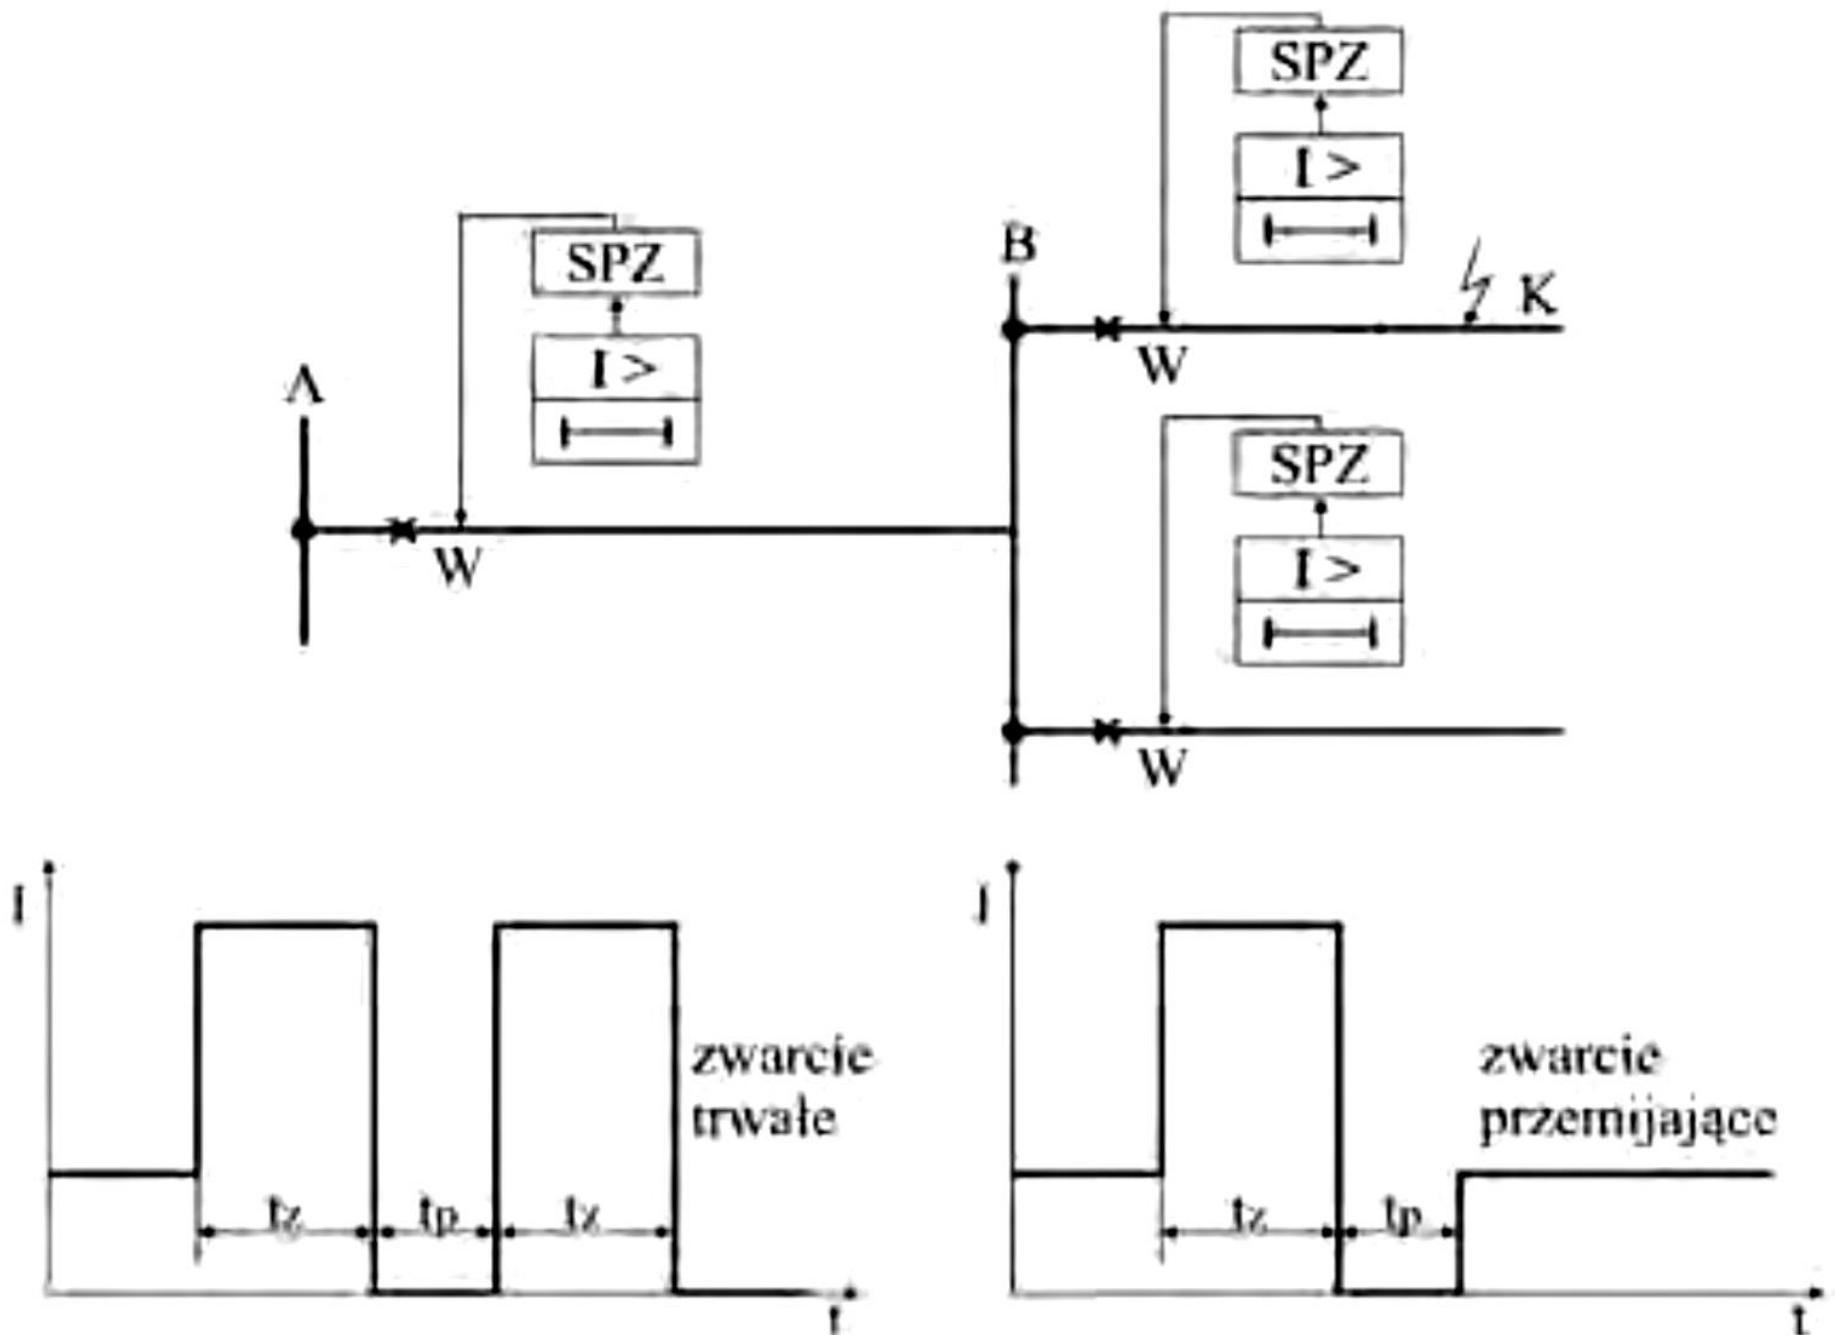 SPZ
I >
B
K
W
SPZ
I >
A
W
SPZ
I >
W
I
zwarcie
trwałe
tz
tp
tz
t
I
zwarcie
przemijające
tz
tp
t